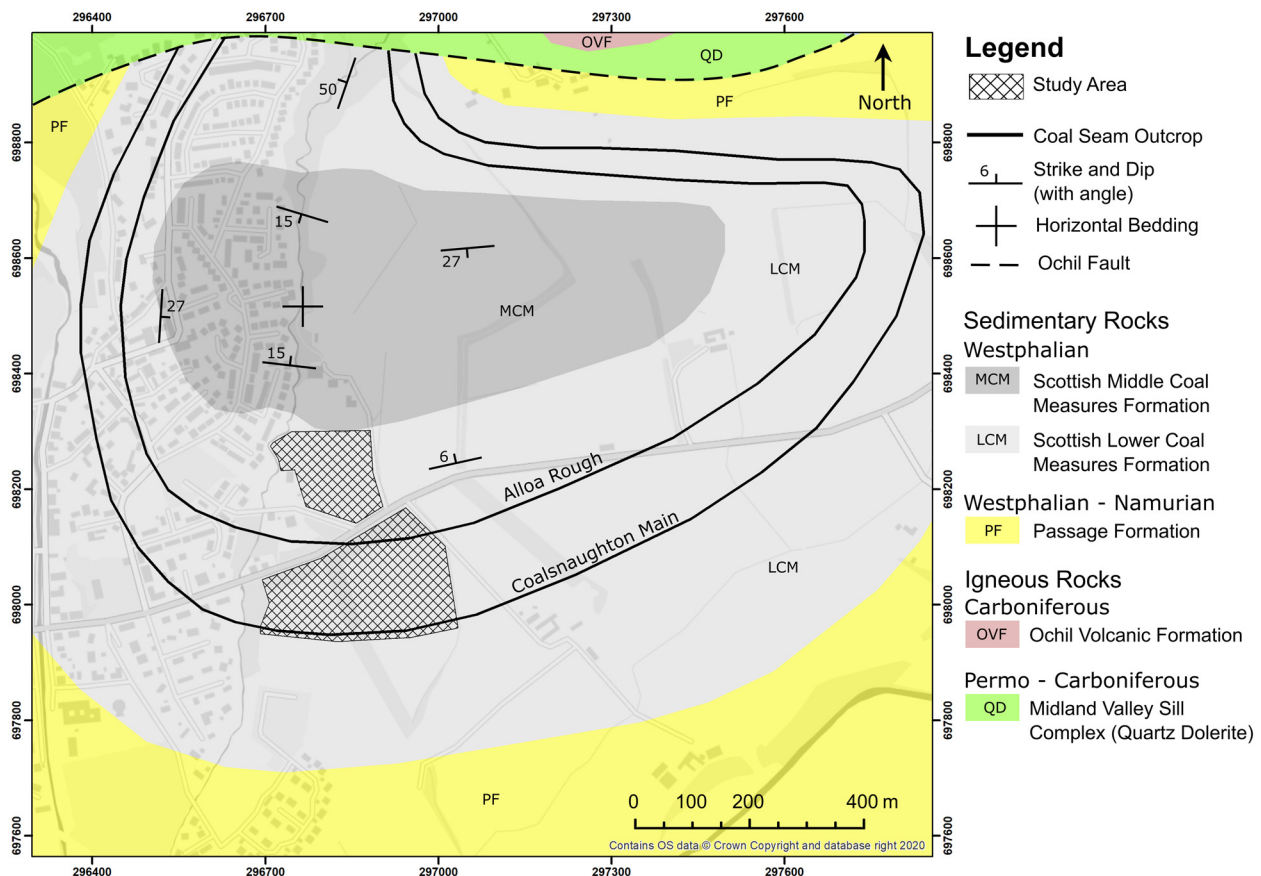 296400 296700 297000 297300 297600
OVF
QD
PF
PF
North
50
698800 698800
15
27
698600 698600
LCM
27
MCM
15
698400 698400
6
Alloa Rough
698200 698200
Coalsnaughton Main
LCM
698000 698000
697800 697800
PF
0 100 200 400 m
697600 697600
Contains OS data © Crown Copyright and database right 2020
296400 296700 297000 297300 297600
Legend
Study Area
Coal Seam Outcrop
6 Strike and Dip
(with angle)
Horizontal Bedding
Ochil Fault
Sedimentary Rocks
Westphalian
MCM Scottish Middle Coal
Measures Formation
LCM Scottish Lower Coal
Measures Formation
Westphalian - Namurian
PF Passage Formation
Igneous Rocks
Carboniferous
OVF Ochil Volcanic Formation
Permo - Carboniferous
QD Midland Valley Sill
Complex (Quartz Dolerite)